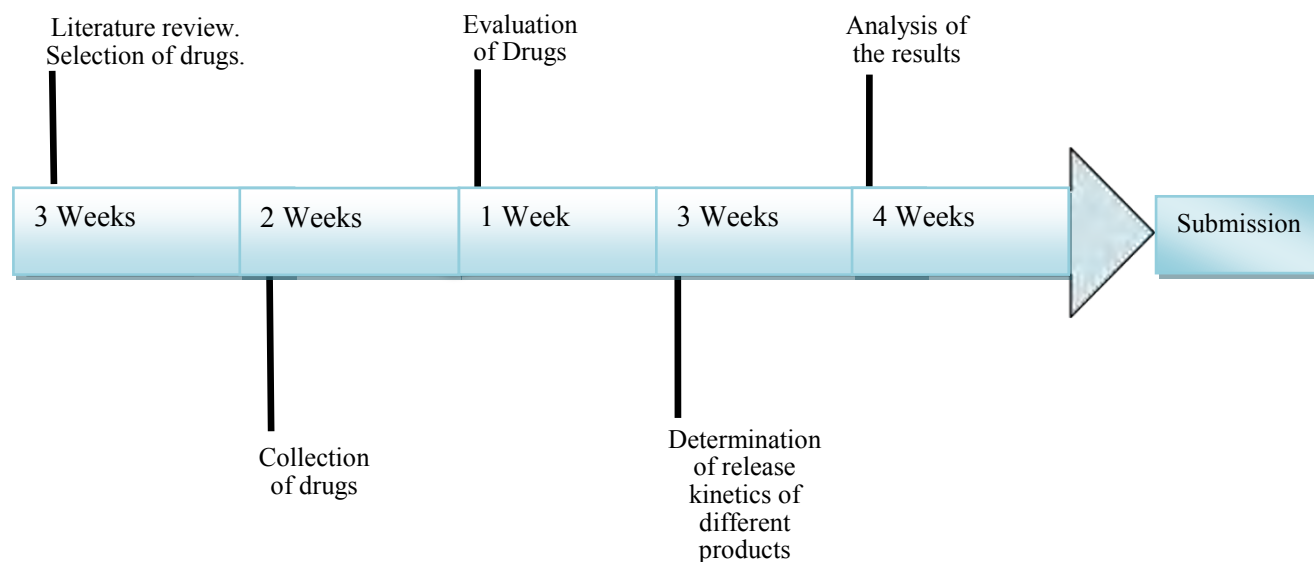 Literature review.
Selection of drugs.
Evaluation
of Drugs
Analysis of
the results
3 Weeks
2 Weeks
1 Week
3 Weeks
4 Weeks
Submission
Collection
of drugs
Determination
of release
kinetics of
different
products